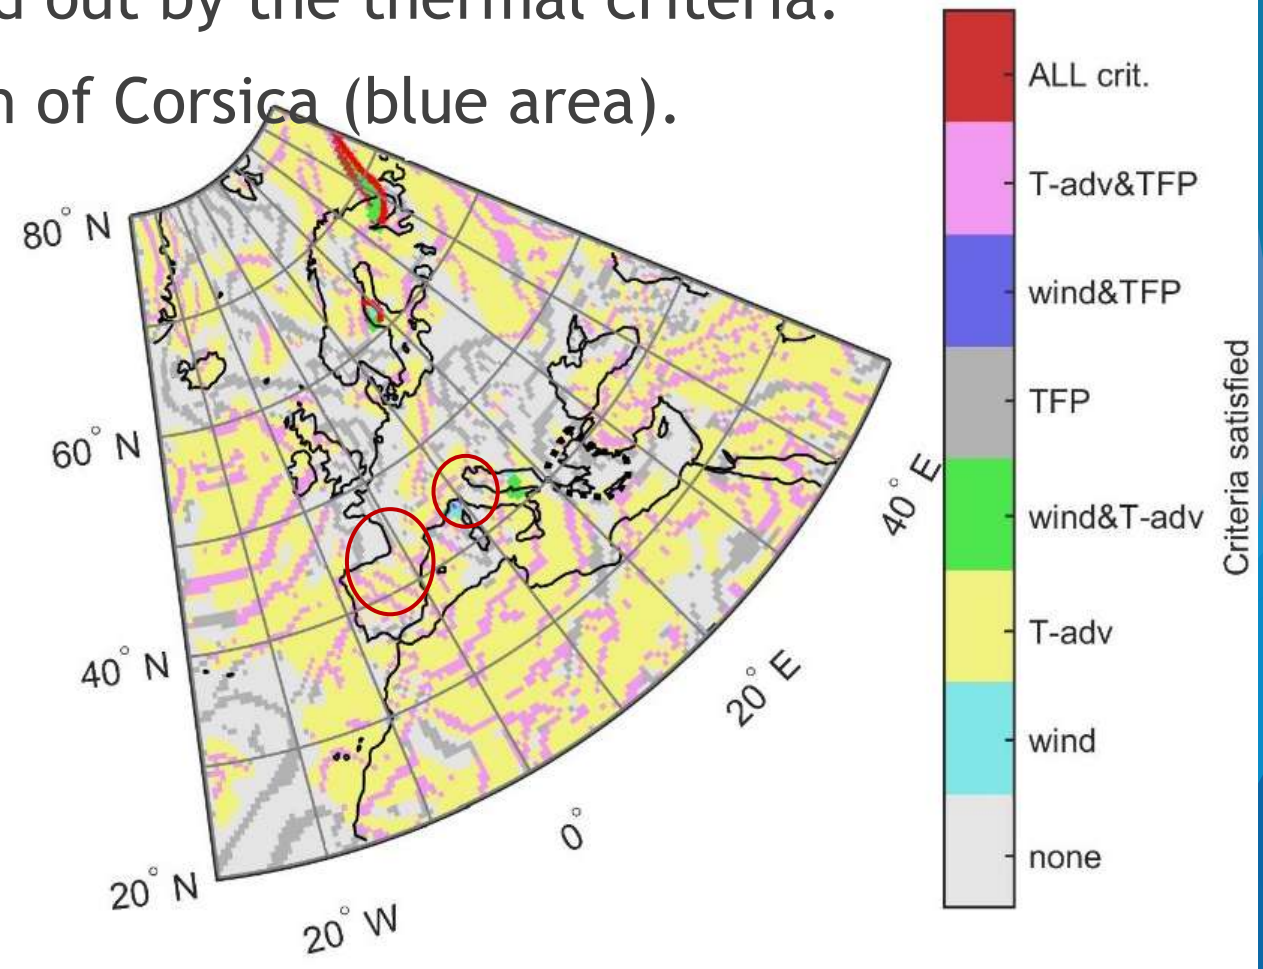 out by the thermal criteria.
of Corsica (blue area).
80° N
60° N
40° N
20° N
20° W
0°
20° E
40° E
ALL crit.
T-adv&TFP
wind&TFP
TFP
wind&T-adv
T-adv
wind
none
Criteria satisfied